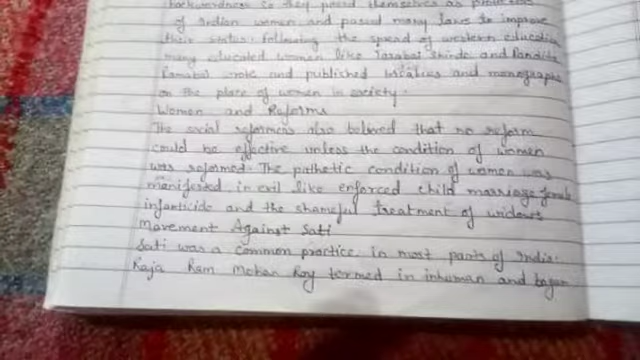 backwardness so they posed themselves as
of Indian women and passed many laws to improve
their status. Following the spread of western education
many educated women like Tarabai Shinde and Pandita
Ramabai wrote and published and monographs
on the place of women in society.
Women and Reforms
The social reformers also believed that no reform
could be effective unless the condition of women
was reformed. The pathetic condition of women was
manifested in evil like enforced child marriage, female
infanticide and the shameful treatment of widows
Movement Against Sati
Sati was a common practice in most parts of India.
Raja Ram Mohan Roy termed in inhuman and